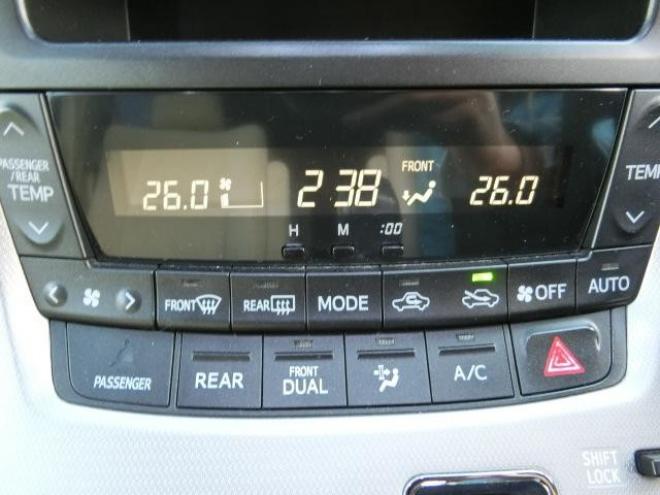 PASSENGER
/REAR
TEMP
26.0
2 38
FRONT
26.0
TEMP
H M :00
FRONT
REAR
MODE
OFF
AUTO
PASSENGER
REAR
FRONT
DUAL
A/C
SHIFT
LOCK